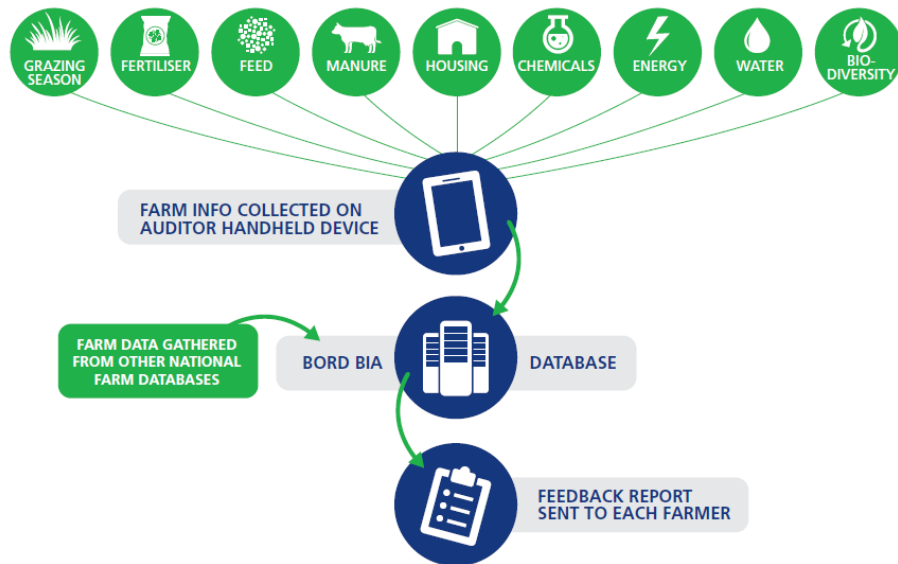 GRAZING
SEASON
FERTILISER
FEED
MANURE
HOUSING
CHEMICALS
ENERGY
WATER
BIO-
DIVERSITY
FARM INFO COLLECTED ON
AUDITOR HANDHELD DEVICE
FARM DATA GATHERED
FROM OTHER NATIONAL
FARM DATABASES
BORD BIA
DATABASE
FEEDBACK REPORT
SENT TO EACH FARMER